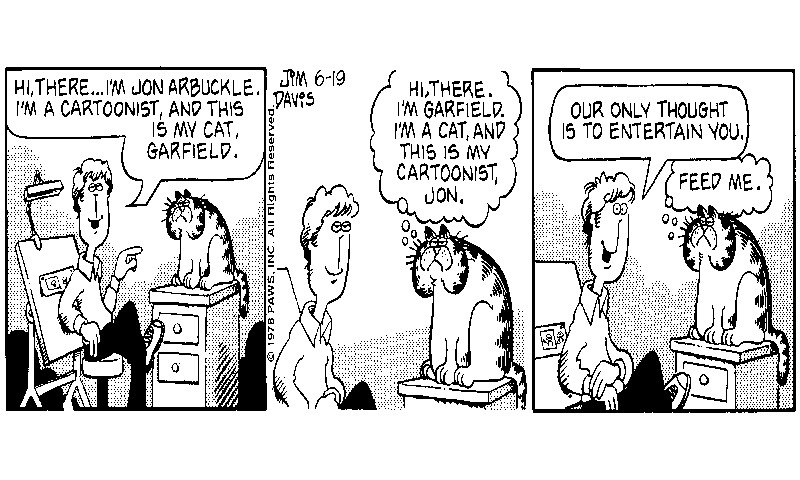 HI, THERE...I'M JON ARBUCKLE.
I'M A CARTOONIST, AND THIS
IS MY CAT,
GARFIELD.
© 1978 PAWS, INC. All Rights Reserved.
JIM 6-19
DAVIS
HI, THERE.
I'M GARFIELD.
I'M A CAT, AND
THIS IS MY
CARTOONIST,
JON.
OUR ONLY THOUGHT
IS TO ENTERTAIN YOU.
FEED ME.